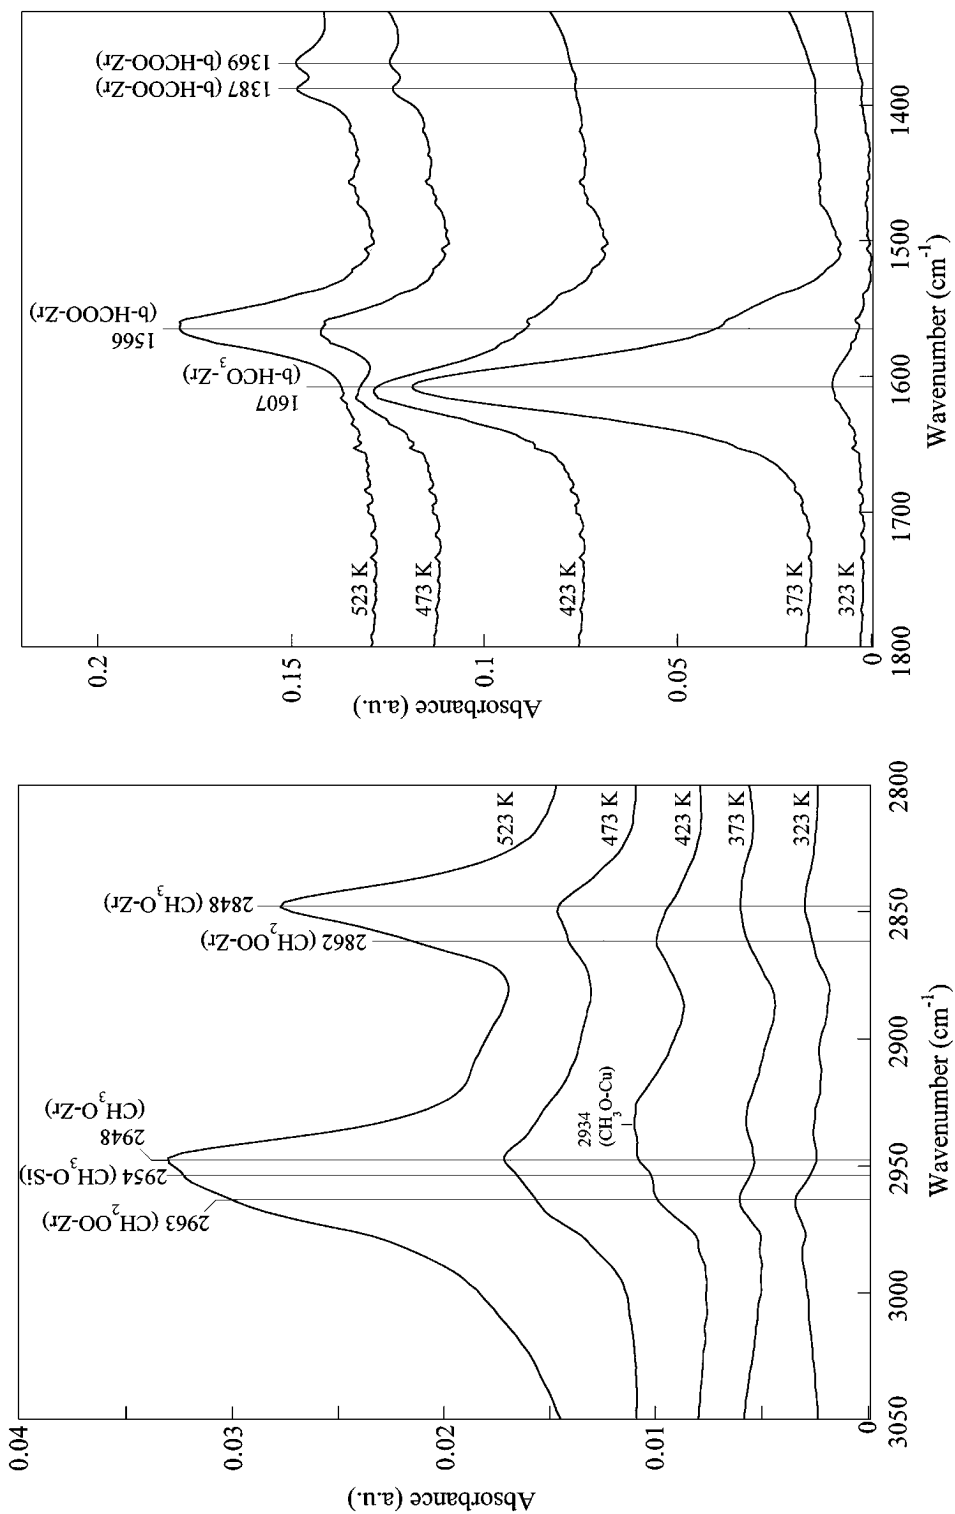 0.2
0.15
0.1
0.05
0
Absorbance (a.u.)
1800
1700
1600
1500
1400
Wavenumber (cm⁻¹)
523 K
473 K
423 K
373 K
323 K
1607
(b-HCO₃-Zr)
1566
(b-HCOO-Zr)
1387 (b-HCOO-Zr)
1369 (b-HCOO-Zr)
0.04
0.03
0.02
0.01
0
Absorbance (a.u.)
3050
3000
2950
2900
2850
2800
Wavenumber (cm⁻¹)
2963 (CH₂OO-Zr)
2954 (CH₃O-Si)
2948
(CH₃O-Zr)
2934
(CH₃O-Cu)
2862 (CH₂OO-Zr)
2848 (CH₃O-Zr)
523 K
473 K
423 K
373 K
323 K